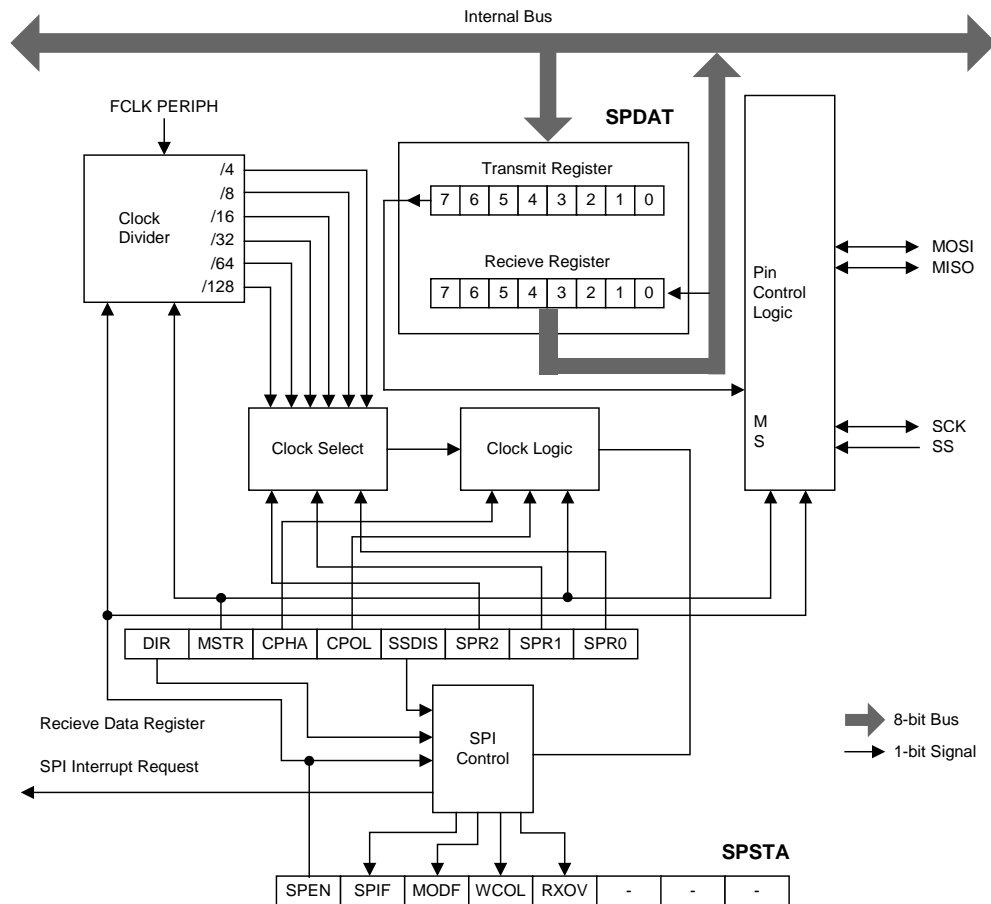 Internal Bus
FCLK PERIPH
SPDAT
/4
/8
/16
/32
/64
/128
Clock
Divider
Transmit Register
7 6 5 4 3 2 1 0
Recieve Register
7 6 5 4 3 2 1 0
Pin
Control
Logic
MOSI
MISO
M
S
SCK
SS
Clock Select
Clock Logic
DIR MSTR CPHA CPOL SSDIS SPR2 SPR1 SPR0
Recieve Data Register
SPI Interrupt Request
SPI
Control
8-bit Bus
1-bit Signal
SPSTA
SPEN SPIF MODF WCOL RXOV - - -